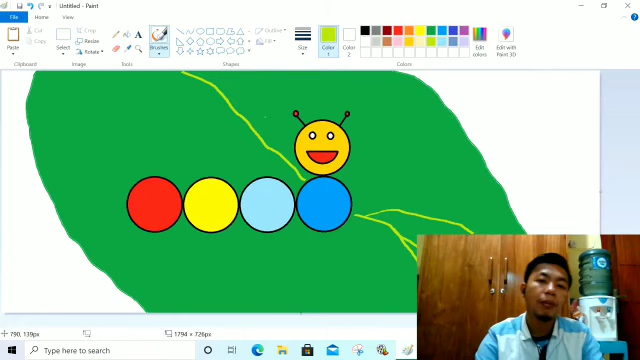 Untitled - Paint
File
Home
View
Paste
Cut
Copy
Clipboard
Select
Crop
Resize
Rotate
Image
Tools
Brushes
Outline
Fill
Shapes
Size
Color 1
Color 2
Edit colors
Edit with Paint 3D
Colors
790, 139px
1794 × 726px
Type here to search